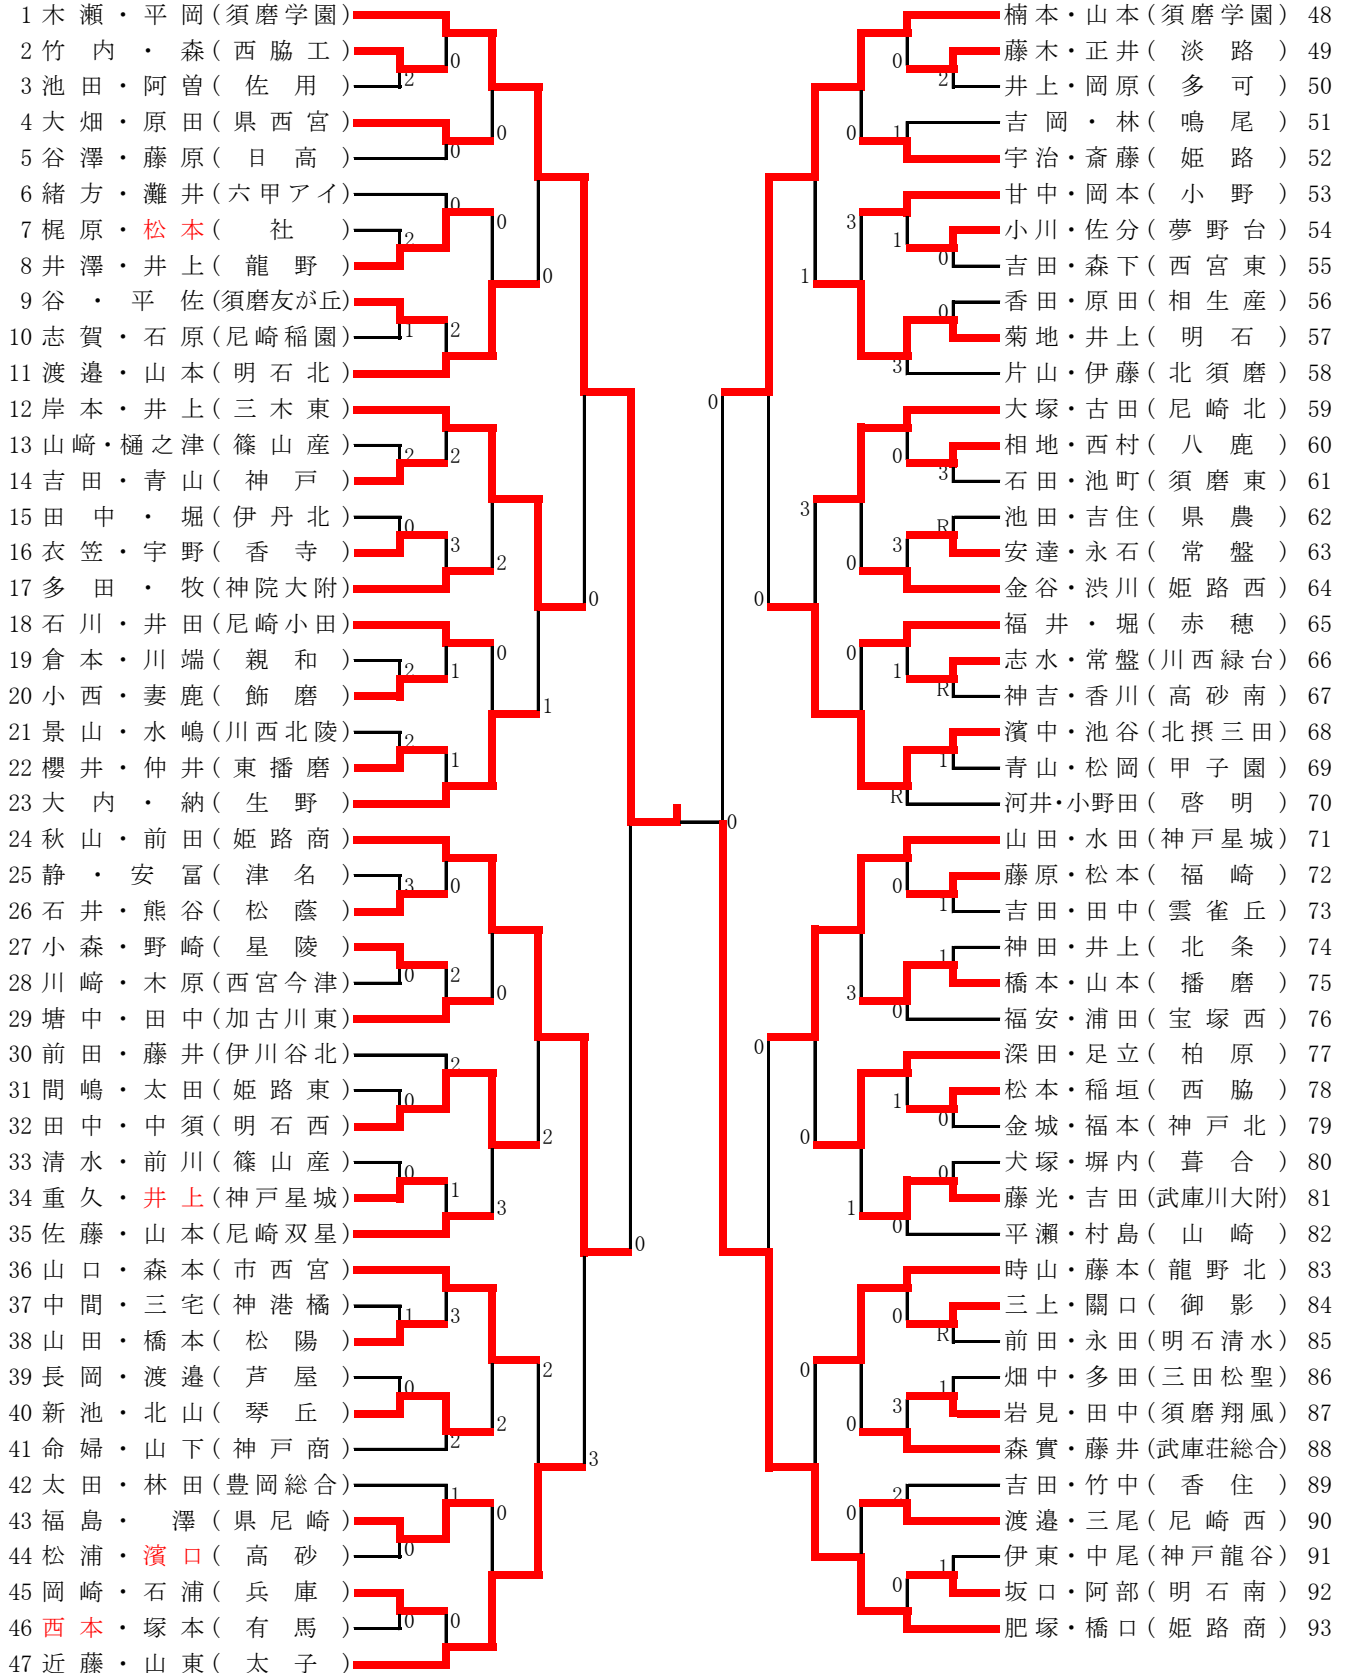 1 木瀬・平岡(須磨学園)
2 竹内・森(西脇工)
3 池田・阿曽(佐用)
4 大畑・原田(県西宮)
5 谷澤・藤原(日高)
6 緒方・灘井(六甲アイ)
7 梶原・松本(社)
8 井澤・井上(龍野)
9 谷・平佐(須磨友が丘)
10 志賀・石原(尼崎稲園)
11 渡邉・山本(明石北)
12 岸本・井上(三木東)
13 山﨑・樋之津(篠山産)
14 吉田・青山(神戸)
15 田中・堀(伊丹北)
16 衣笠・宇野(香寺)
17 多田・牧(神院大附)
18 石川・井田(尼崎小田)
19 倉本・川端(親和)
20 小西・妻鹿(飾磨)
21 景山・水嶋(川西北陵)
22 櫻井・仲井(東播磨)
23 大内・納(生野)
24 秋山・前田(姫路商)
25 静・安冨(津名)
26 石井・熊谷(松蔭)
27 小森・野崎(星陵)
28 川﨑・木原(西宮今津)
29 塘中・田中(加古川東)
30 前田・藤井(伊川谷北)
31 間嶋・太田(姫路東)
32 田中・中須(明石西)
33 清水・前川(篠山産)
34 重久・井上(神戸星城)
35 佐藤・山本(尼崎双星)
36 山口・森本(市西宮)
37 中間・三宅(神港橘)
38 山田・橋本(松陽)
39 長岡・渡邉(芦屋)
40 新池・北山(琴丘)
41 命婦・山下(神戸商)
42 太田・林田(豊岡総合)
43 福島・澤(県尼崎)
44 松浦・濱口(高砂)
45 岡崎・石浦(兵庫)
46 西本・塚本(有馬)
47 近藤・山東(太子)
楠本・山本(須磨学園) 48
藤木・正井(淡路) 49
井上・岡原(多可) 50
吉岡・林(鳴尾) 51
宇治・斎藤(姫路) 52
甘中・岡本(小野) 53
小川・佐分(夢野台) 54
吉田・森下(西宮東) 55
香田・原田(相生産) 56
菊地・井上(明石) 57
片山・伊藤(北須磨) 58
大塚・古田(尼崎北) 59
相地・西村(八鹿) 60
石田・池町(須磨東) 61
池田・吉住(県農) 62
安達・永石(常盤) 63
金谷・渋川(姫路西) 64
福井・堀(赤穂) 65
志水・常盤(川西緑台) 66
神吉・香川(高砂南) 67
濱中・池谷(北摂三田) 68
青山・松岡(甲子園) 69
河井・小野田(啓明) 70
山田・水田(神戸星城) 71
藤原・松本(福崎) 72
吉田・田中(雲雀丘) 73
神田・井上(北条) 74
橋本・山本(播磨) 75
福安・浦田(宝塚西) 76
深田・足立(柏原) 77
松本・稲垣(西脇) 78
金城・福本(神戸北) 79
犬塚・塀内(葺合) 80
藤光・吉田(武庫川大附) 81
平瀬・村島(山崎) 82
時山・藤本(龍野北) 83
三上・關口(御影) 84
前田・永田(明石清水) 85
畑中・多田(三田松聖) 86
岩見・田中(須磨翔風) 87
森實・藤井(武庫荘総合) 88
吉田・竹中(香住) 89
渡邉・三尾(尼崎西) 90
伊東・中尾(神戸龍谷) 91
坂口・阿部(明石南) 92
肥塚・橋口(姫路商) 93